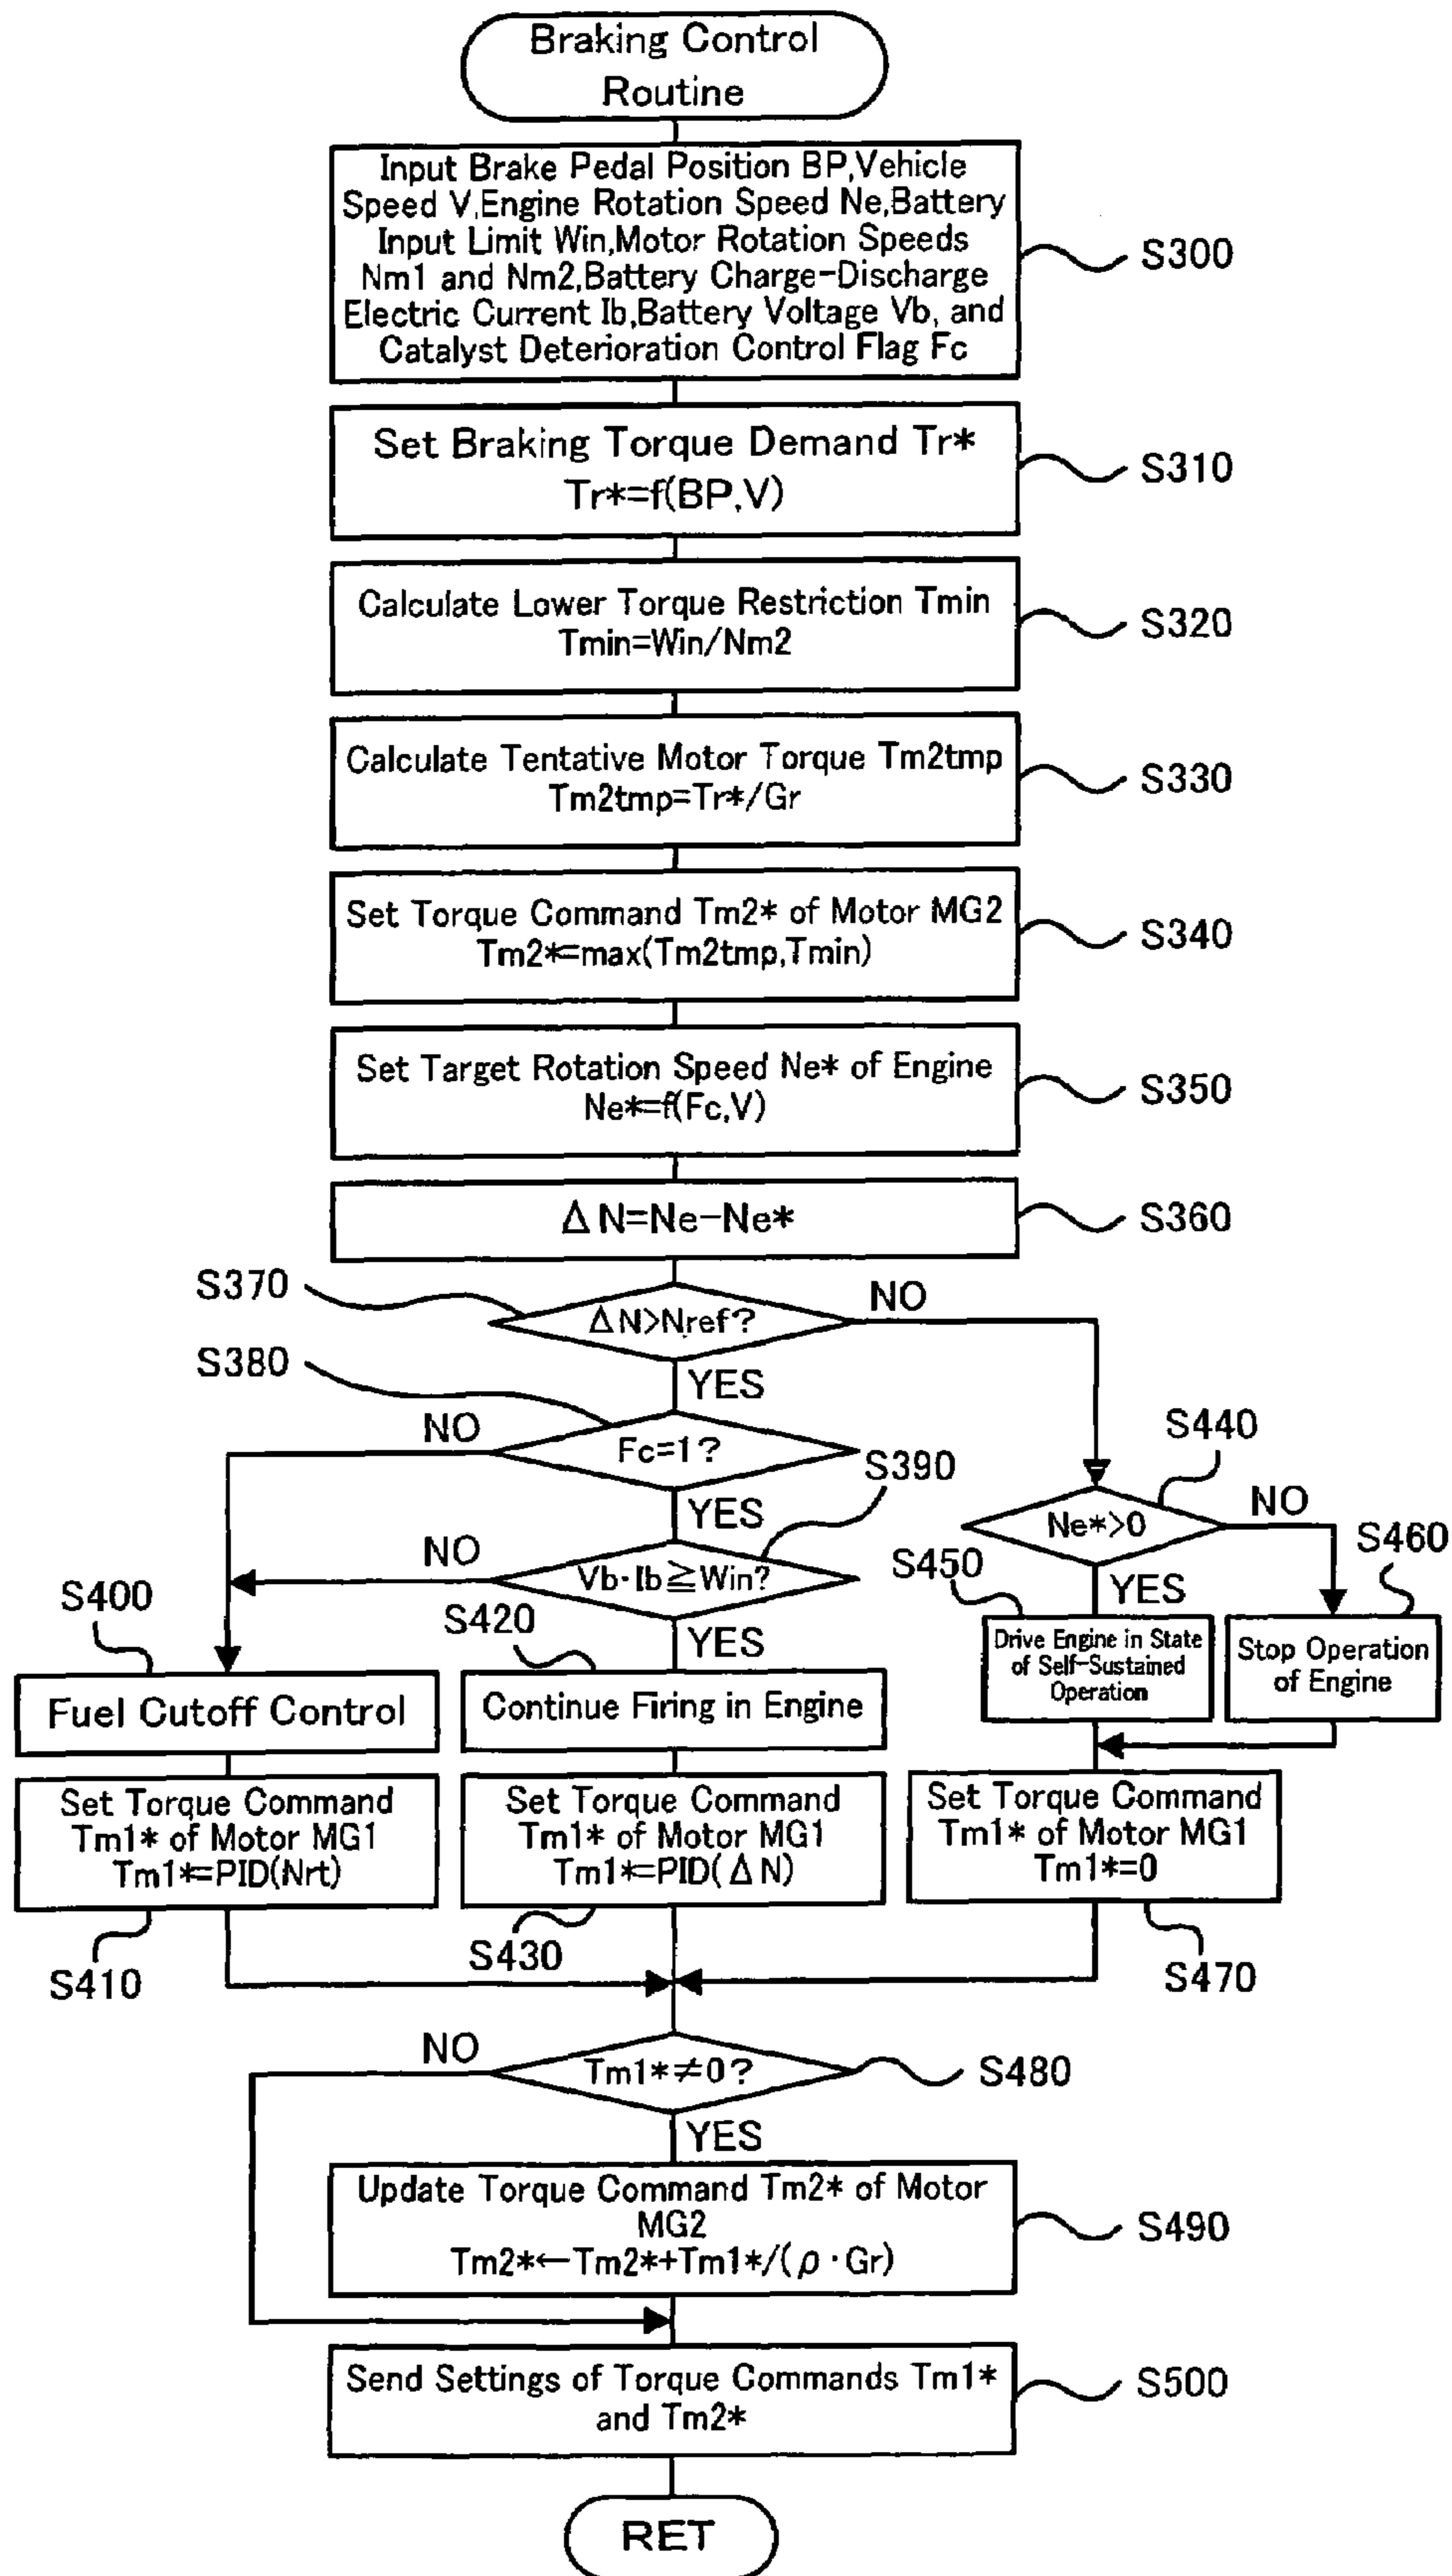 Braking Control
Routine
Input Brake Pedal Position BP,Vehicle
Speed V,Engine Rotation Speed Ne,Battery
Input Limit Win,Motor Rotation Speeds
Nm1 and Nm2,Battery Charge-Discharge
Electric Current Ib,Battery Voltage Vb, and
Catalyst Deterioration Control Flag Fc
S300
Set Braking Torque Demand Tr*
Tr*=f(BP,V)
S310
Calculate Lower Torque Restriction Tmin
Tmin=Win/Nm2
S320
Calculate Tentative Motor Torque Tm2tmp
Tm2tmp=Tr*/Gr
S330
Set Torque Command Tm2* of Motor MG2
Tm2*=max(Tm2tmp,Tmin)
S340
Set Target Rotation Speed Ne* of Engine
Ne*=f(Fc,V)
S350
ΔN=Ne-Ne*
S360
S370
ΔN>Nref?
NO
YES
S380
NO
Fc=1?
YES
S390
NO
Vb·Ib≧Win?
YES
S440
Ne*>0
NO
YES
S400
Fuel Cutoff Control
S420
Continue Firing in Engine
S450
Drive Engine in State
of Self-Sustained
Operation
S460
Stop Operation
of Engine
Set Torque Command
Tm1* of Motor MG1
Tm1*=PID(Nrt)
S410
Set Torque Command
Tm1* of Motor MG1
Tm1*=PID(ΔN)
S430
Set Torque Command
Tm1* of Motor MG1
Tm1*=0
S470
NO
Tm1*≠0?
S480
YES
Update Torque Command Tm2* of Motor
MG2
Tm2*←Tm2*+Tm1*/(ρ·Gr)
S490
Send Settings of Torque Commands Tm1*
and Tm2*
S500
RET